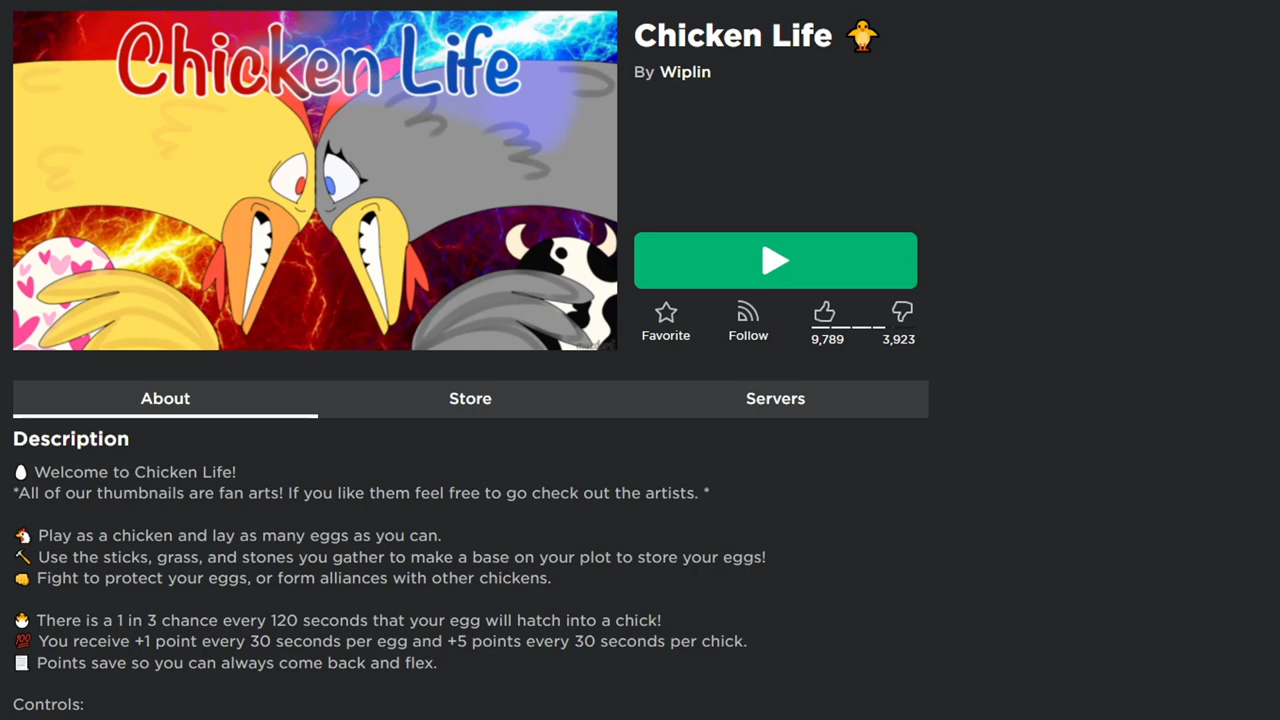 Chicken Life
Chicken Life
By Wiplin
Favorite
Follow
9,789
3,923
About
Store
Servers
Description
Welcome to Chicken Life!
*All of our thumbnails are fan arts! If you like them feel free to go check out the artists. *
Play as a chicken and lay as many eggs as you can.
Use the sticks, grass, and stones you gather to make a base on your plot to store your eggs!
Fight to protect your eggs, or form alliances with other chickens.
There is a 1 in 3 chance every 120 seconds that your egg will hatch into a chick!
💯 You receive +1 point every 30 seconds per egg and +5 points every 30 seconds per chick.
Points save so you can always come back and flex.
Controls: